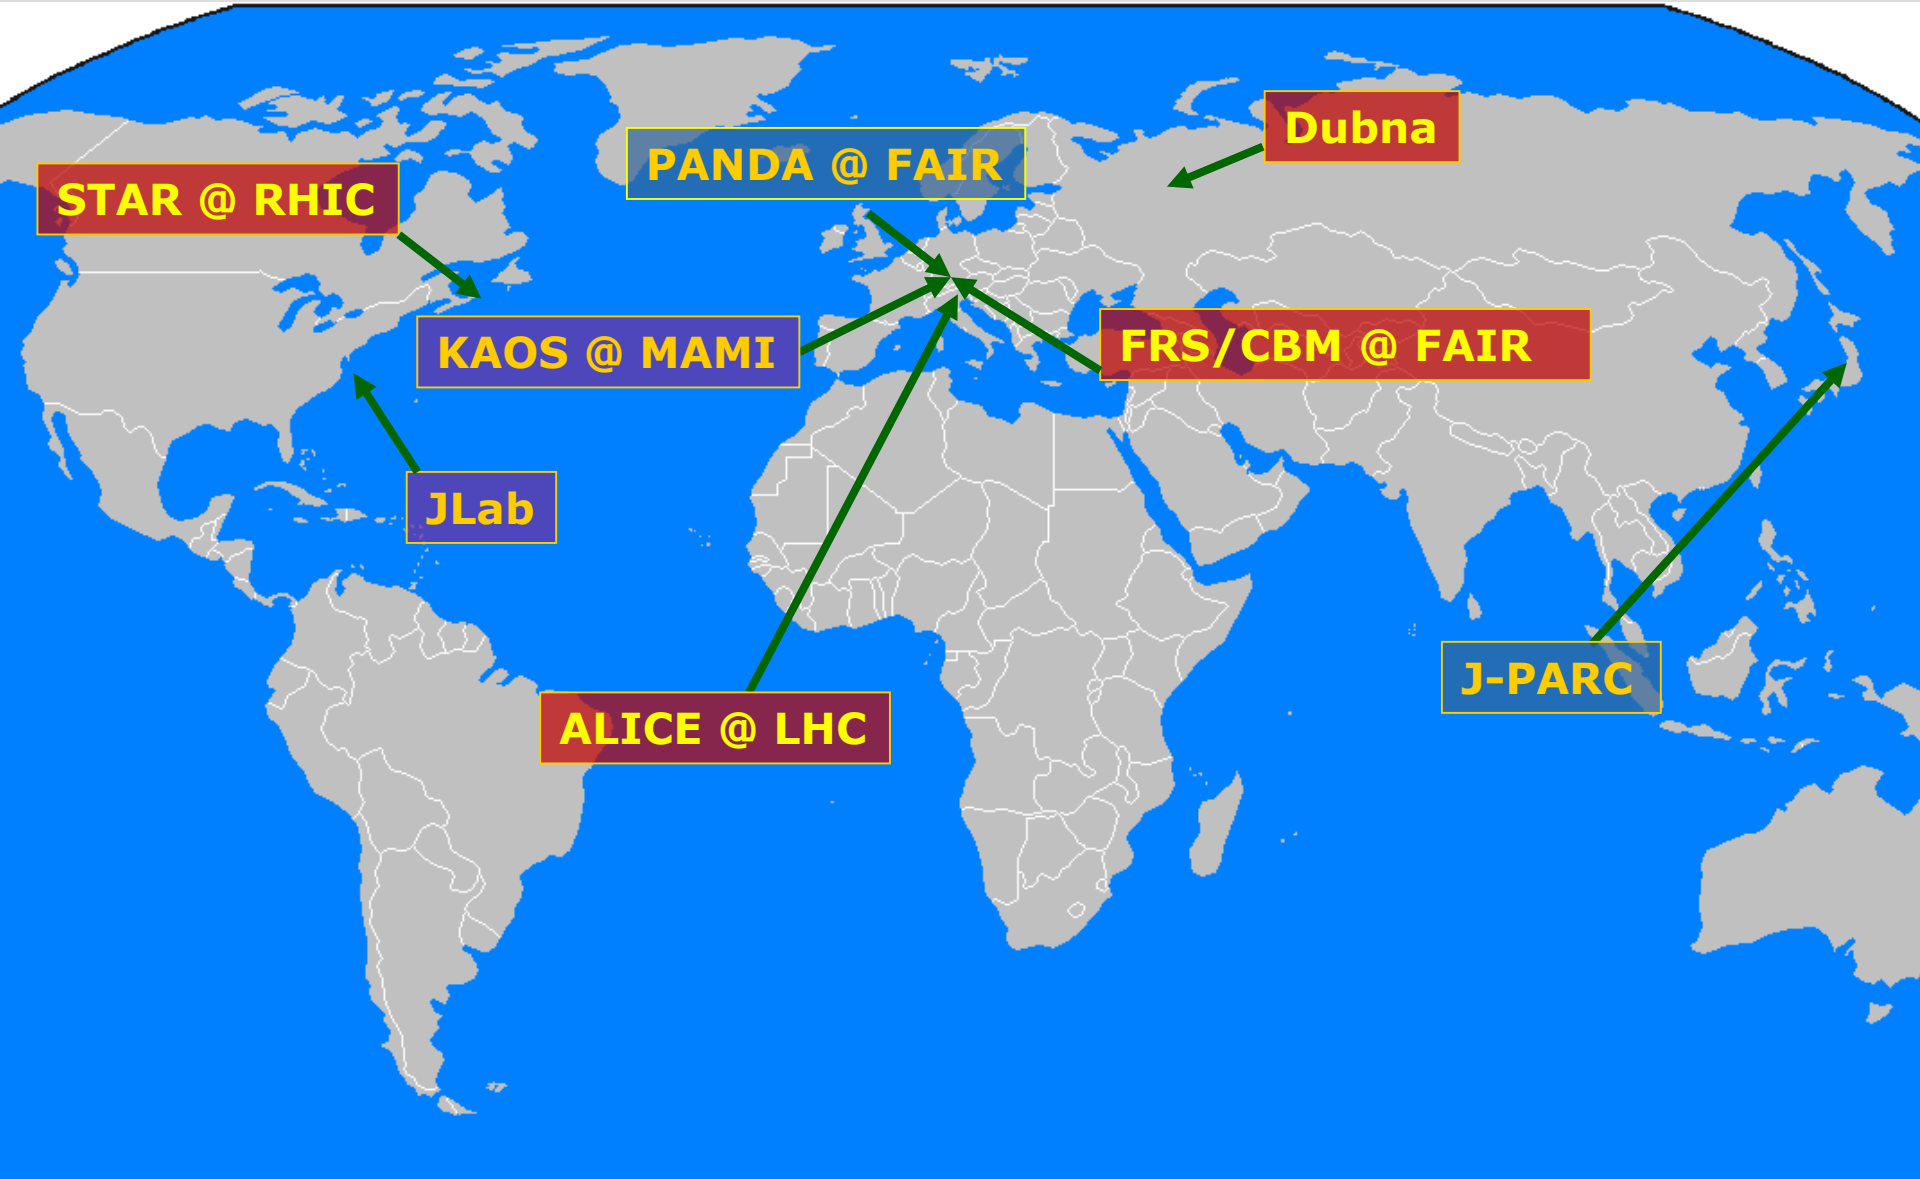 Dubna
PANDA @ FAIR
STAR @ RHIC
KAOS @ MAMI
FRS/CBM @ FAIR
JLab
J-PARC
ALICE @ LHC